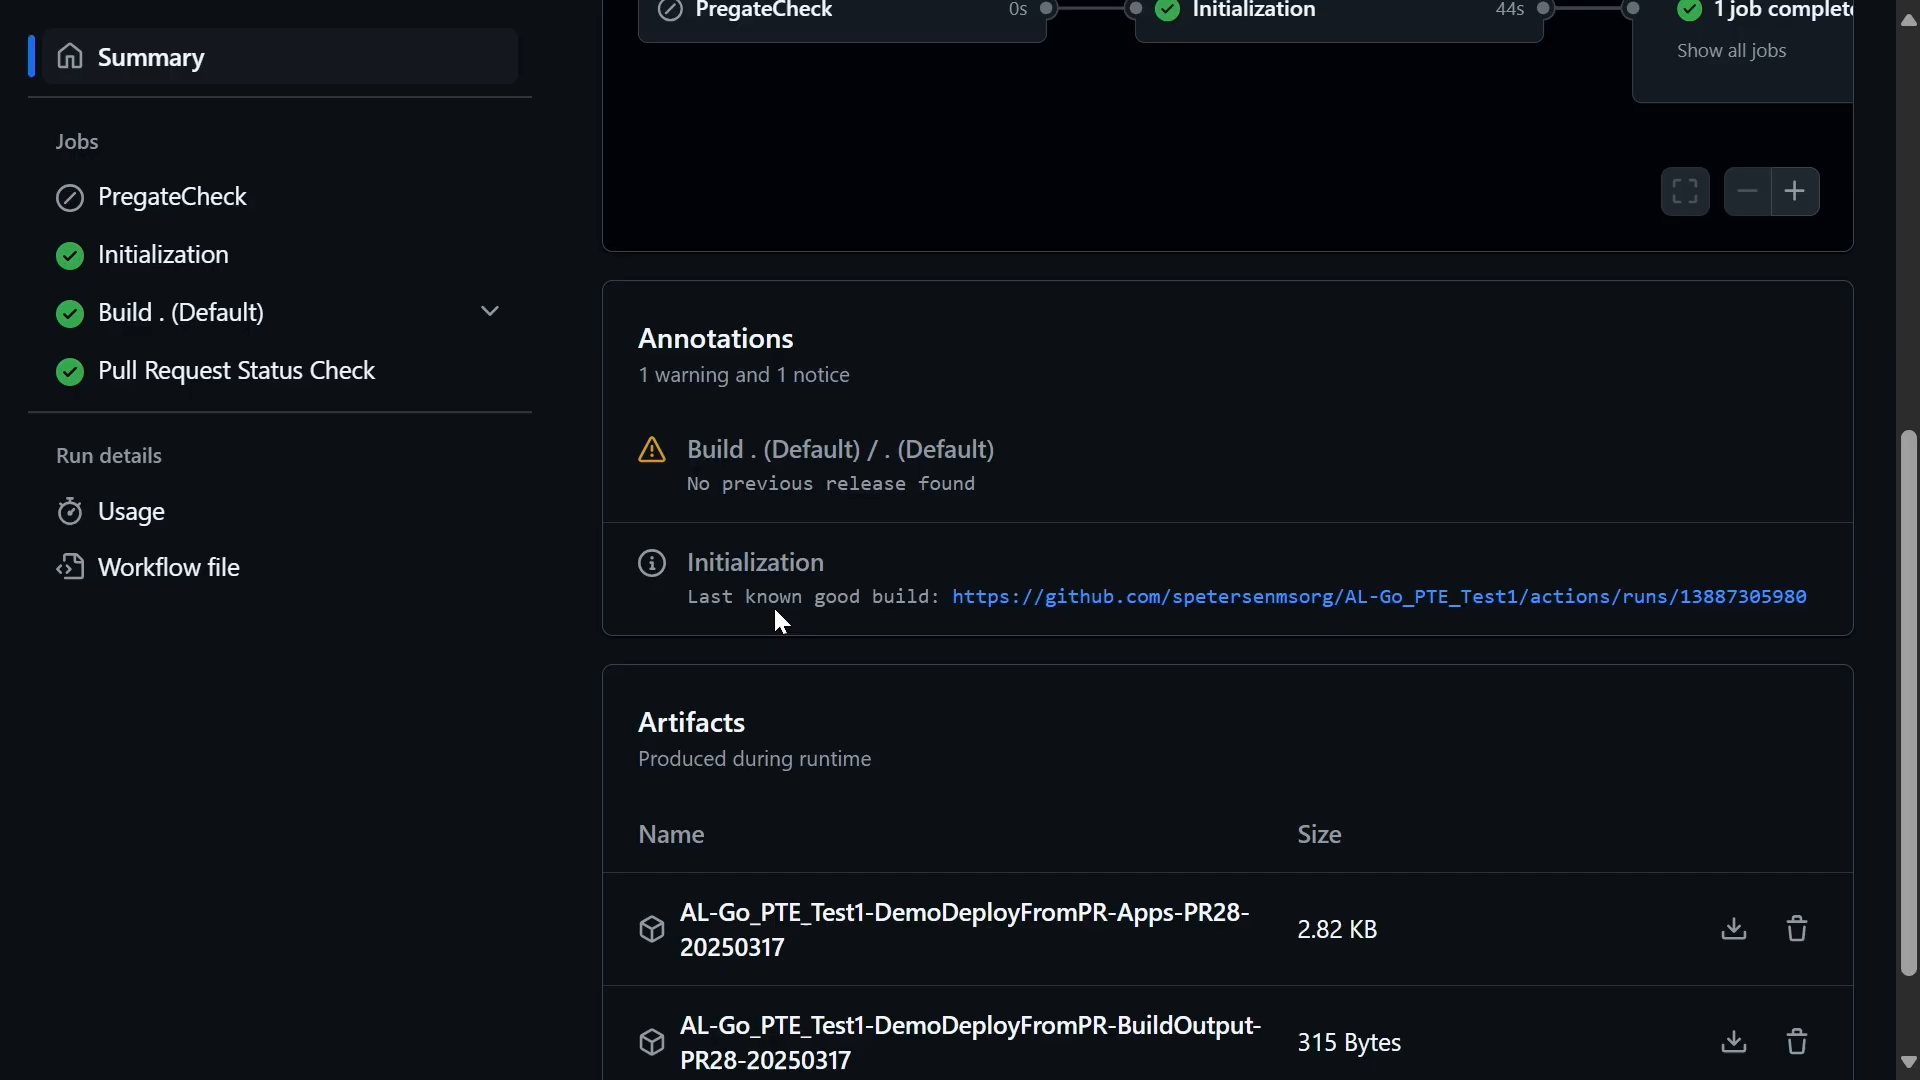 PregateCheck 0s Initialization 44s 1 job complete
Show all jobs
Summary
Jobs
PregateCheck
Initialization
Build . (Default)
Pull Request Status Check
Run details
Usage
Workflow file
Annotations
1 warning and 1 notice
Build . (Default) / . (Default)
No previous release found
Initialization
Last known good build: https://github.com/spetersenmsorg/AL-Go_PTE_Test1/actions/runs/13887305980
Artifacts
Produced during runtime
Name Size
AL-Go_PTE_Test1-DemoDeployFromPR-Apps-PR28-
20250317
2.82 KB
AL-Go_PTE_Test1-DemoDeployFromPR-BuildOutput-
PR28-20250317
315 Bytes